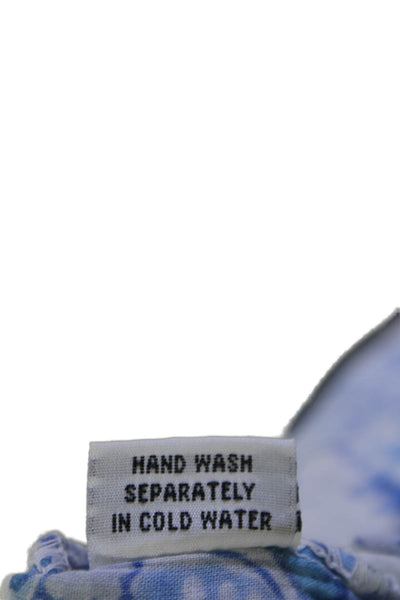 HAND WASH
SEPARATELY
IN COLD WATER